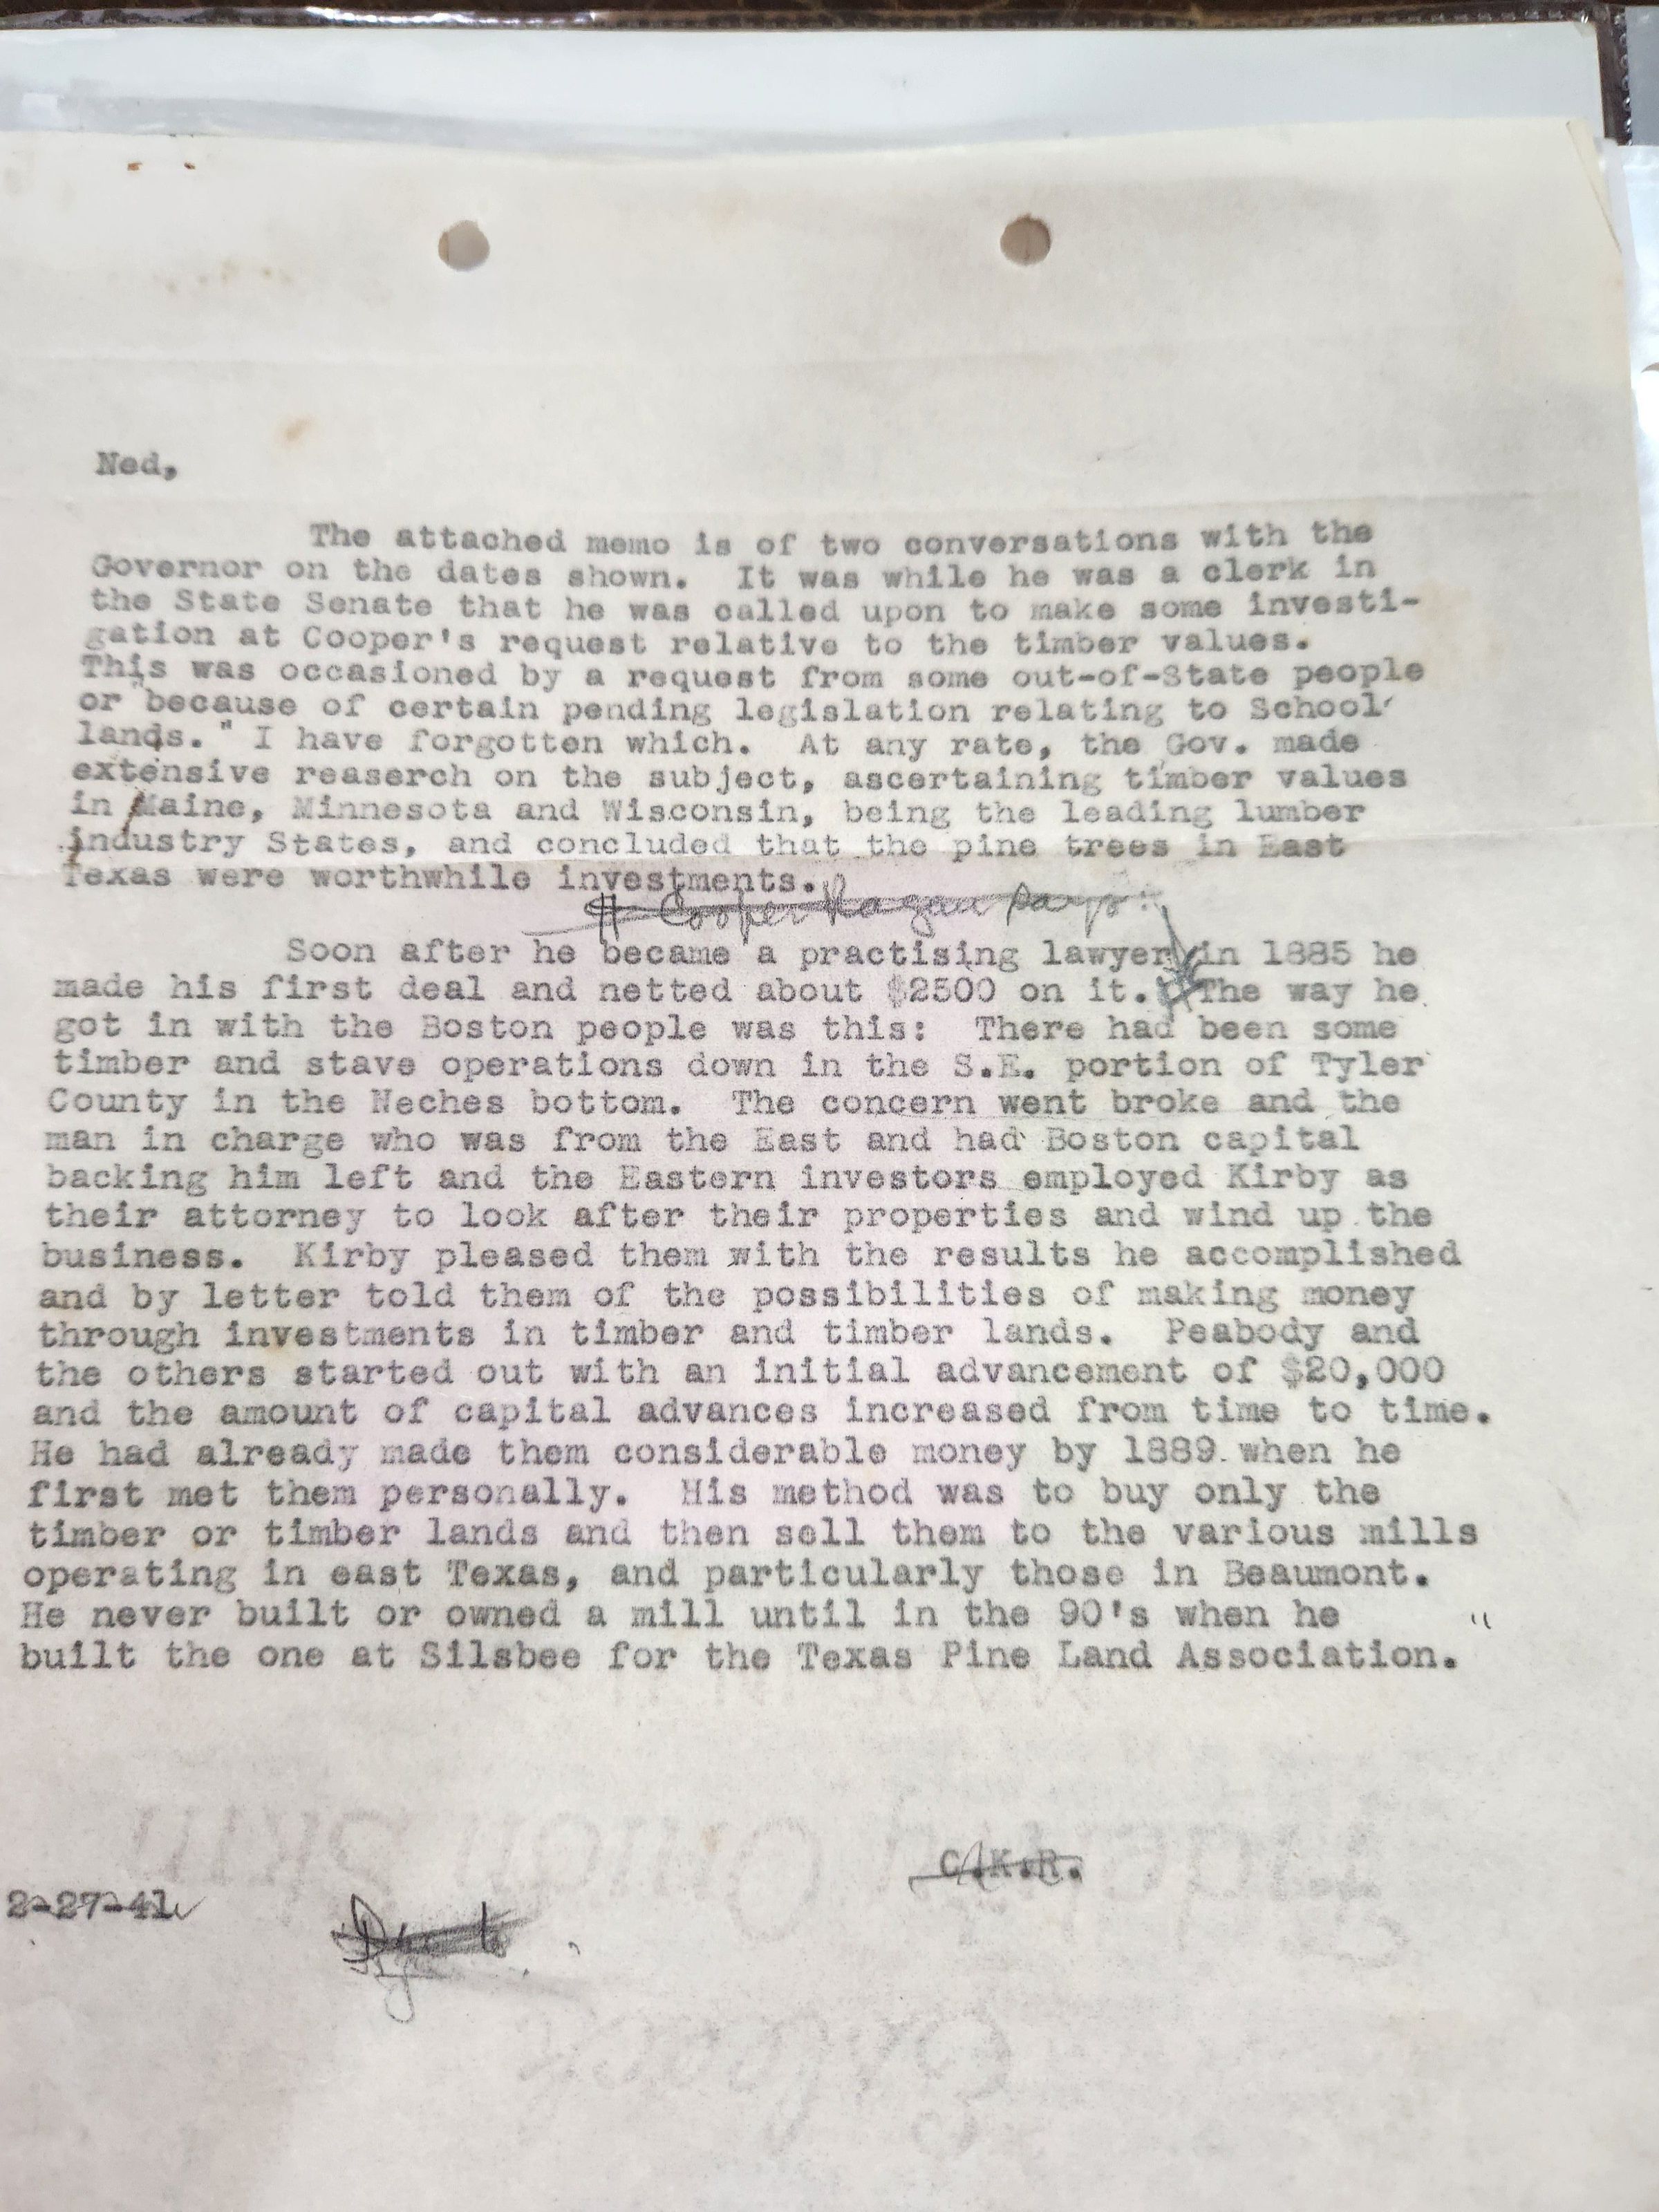 Ned,
The attached memo is of two conversations with the
Governor on the dates shown. It was while he was a clerk in
the State Senate that he was called upon to make some investi-
gation at Cooper's request relative to the timber values.
This was occasioned by a request from some out-of-State people
or "because of certain pending legislation relating to School
lands." I have forgotten which. At any rate, the Gov. made
extensive reaserch on the subject, ascertaining timber values
in Maine, Minnesota and Wisconsin, being the leading lumber
industry States, and concluded that the pine trees in East
Texas were worthwhile investments.
Cooper Ragan says:
Soon after he became a practising lawyer in 1885 he
made his first deal and netted about $2500 on it. The way he
got in with the Boston people was this: There had been some
timber and stave operations down in the S.E. portion of Tyler
County in the Neches bottom. The concern went broke and the
man in charge who was from the East and had Boston capital
backing him left and the Eastern investors employed Kirby as
their attorney to look after their properties and wind up the
business. Kirby pleased them with the results he accomplished
and by letter told them of the possibilities of making money
through investments in timber and timber lands. Peabody and
the others started out with an initial advancement of $20,000
and the amount of capital advances increased from time to time.
He had already made them considerable money by 1889 when he
first met them personally. His method was to buy only the
timber or timber lands and then sell them to the various mills
operating in east Texas, and particularly those in Beaumont.
He never built or owned a mill until in the 90's when he "
built the one at Silsbee for the Texas Pine Land Association.
C.K.R.
2-27-41